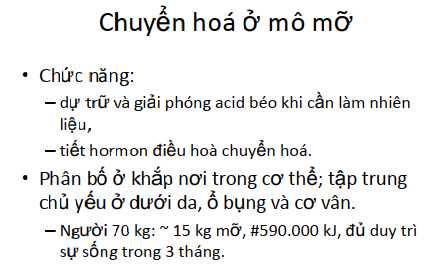 Chuyển hoá ở mô mỡ
• Chức năng:
– dự trữ và giải phóng acid béo khi cần làm nhiên
liệu,
– tiết hormon điều hoà chuyển hoá.
• Phân bố ở khắp nơi trong cơ thể; tập trung
chủ yếu ở dưới da, ổ bụng và cơ vân.
– Người 70 kg: ~ 15 kg mỡ, #590.000 kJ, đủ duy trì
sự sống trong 3 tháng.